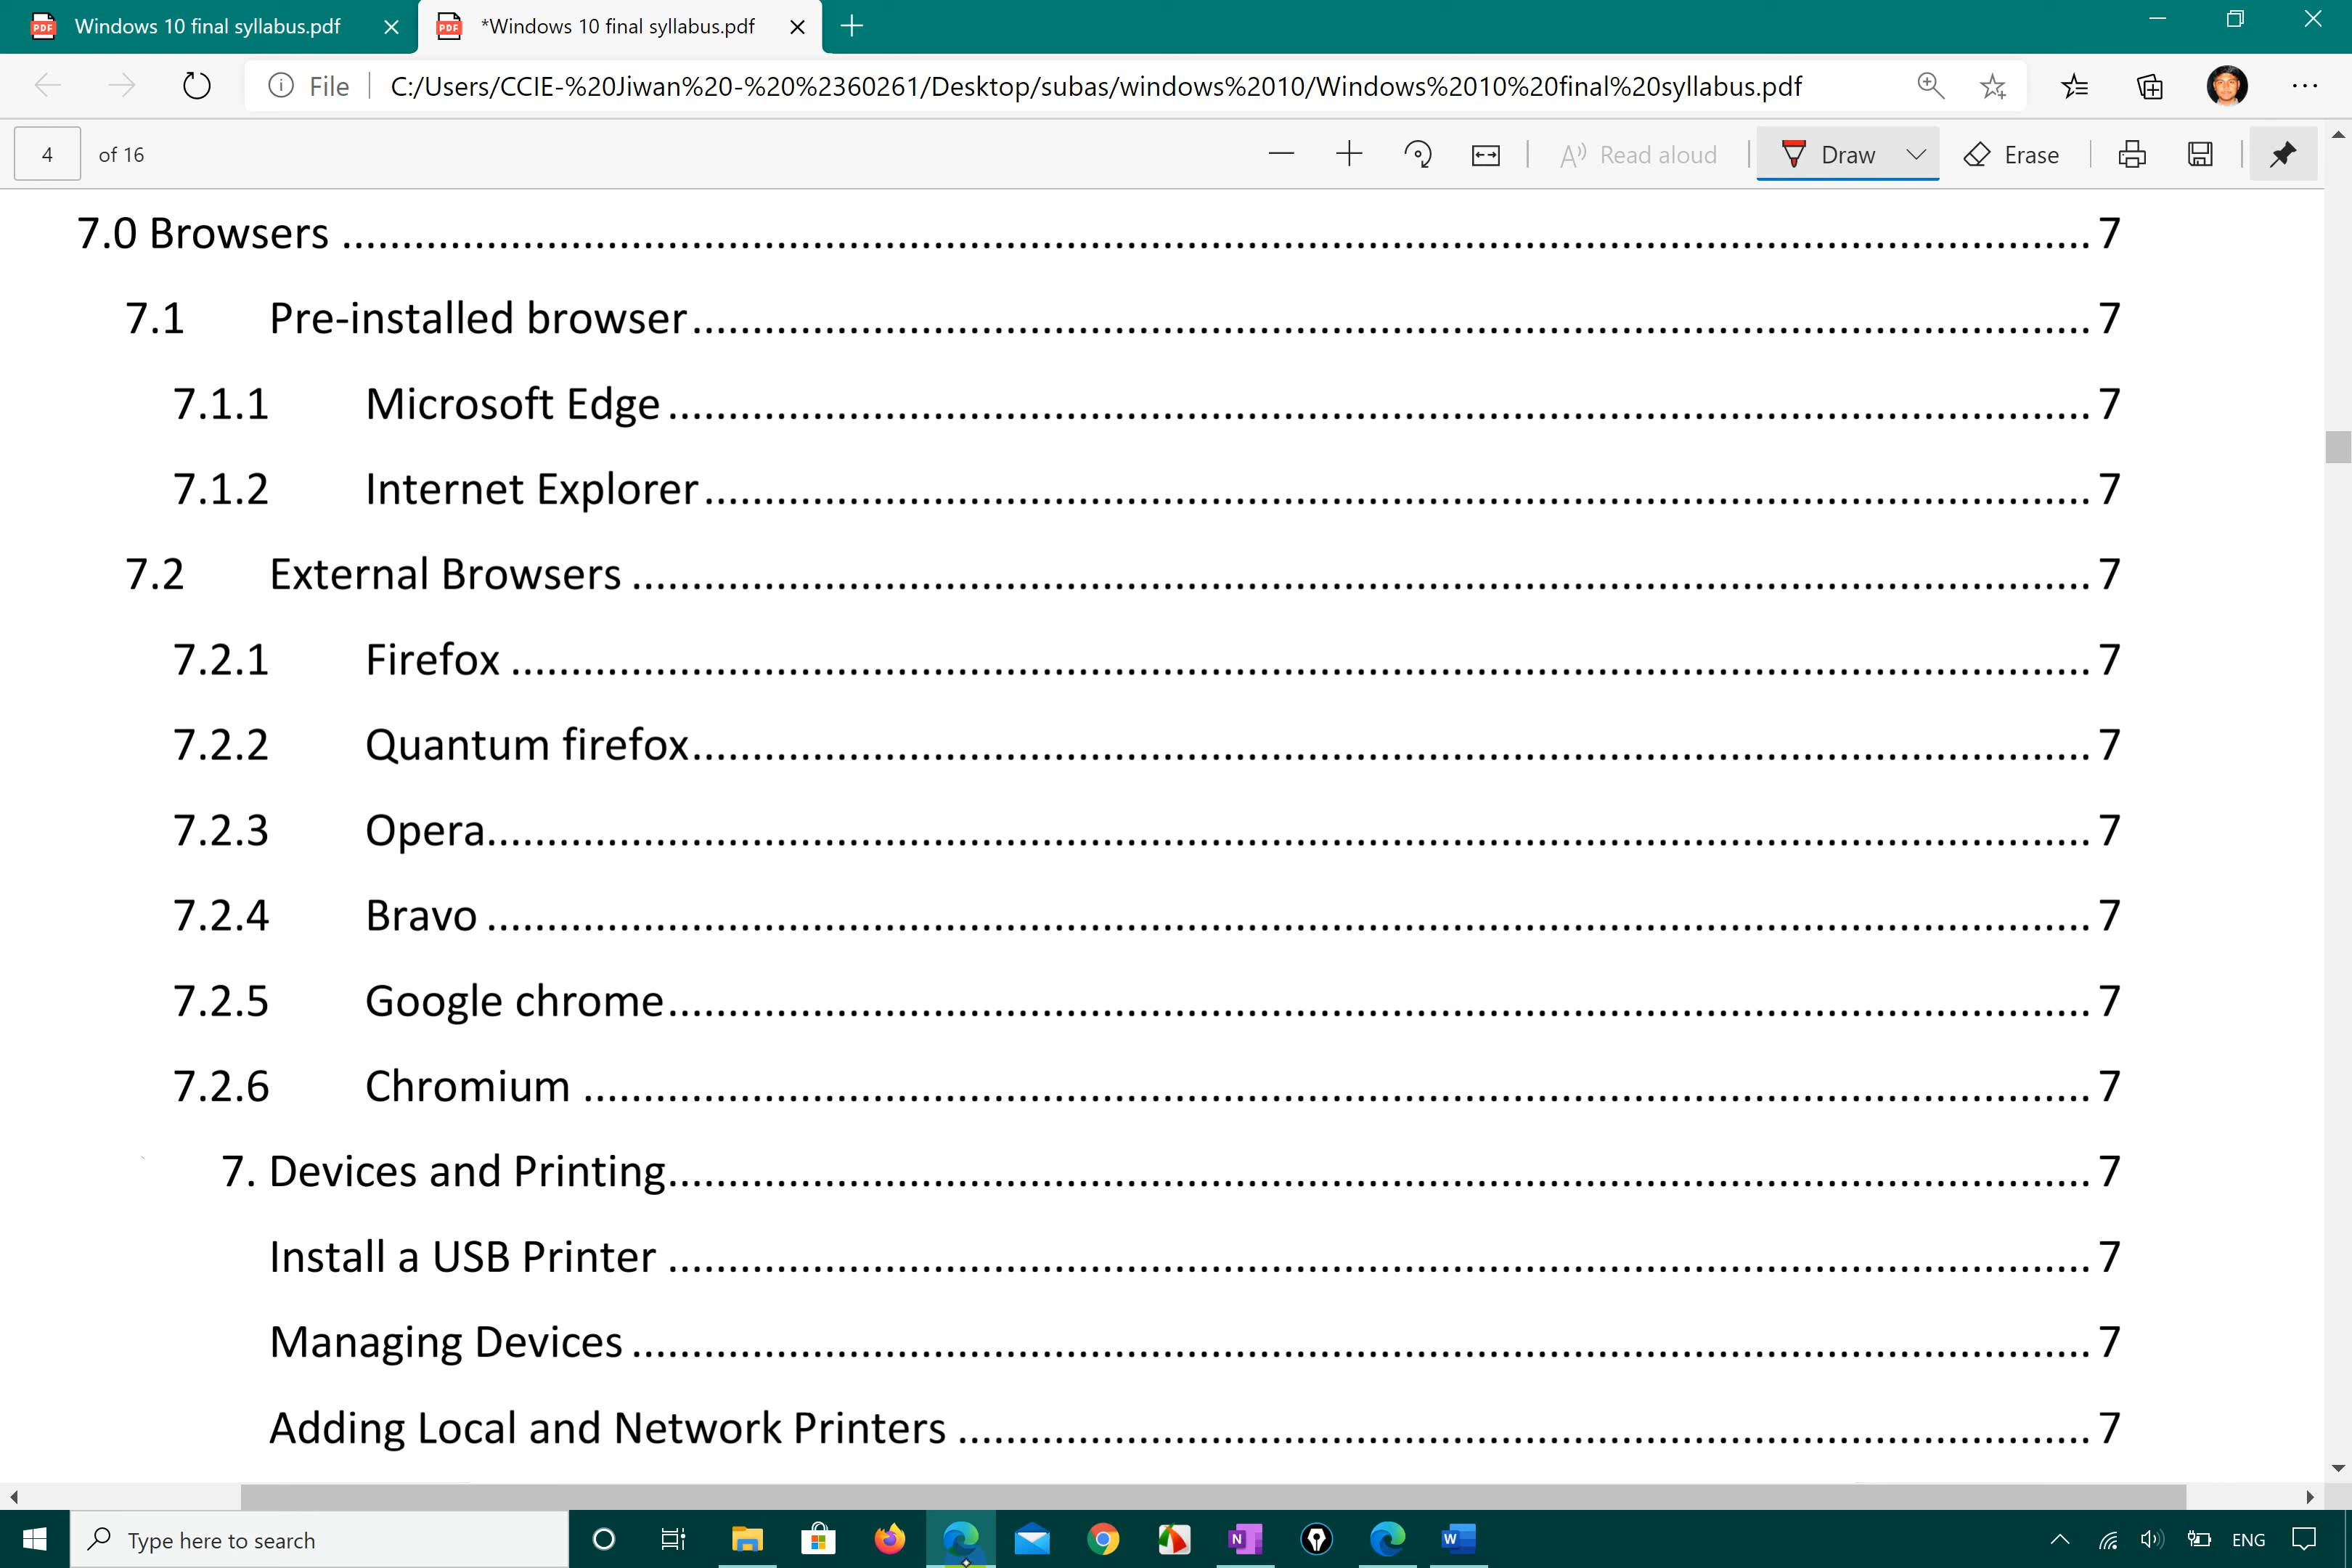 Windows 10 final syllabus.pdf
*Windows 10 final syllabus.pdf
File
C:/Users/CCIE-%20Jiwan%20-%20%2360261/Desktop/subas/windows%2010/Windows%2010%20final%20syllabus.pdf
4 of 16
Read aloud
Draw
Erase
7.0 Browsers ........ 7
7.1 Pre-installed browser ........ 7
7.1.1 Microsoft Edge ........ 7
7.1.2 Internet Explorer ........ 7
7.2 External Browsers ........ 7
7.2.1 Firefox ........ 7
7.2.2 Quantum firefox ........ 7
7.2.3 Opera ........ 7
7.2.4 Bravo ........ 7
7.2.5 Google chrome ........ 7
7.2.6 Chromium ........ 7
7. Devices and Printing ........ 7
Install a USB Printer ........ 7
Managing Devices ........ 7
Adding Local and Network Printers ........ 7
Type here to search
ENG